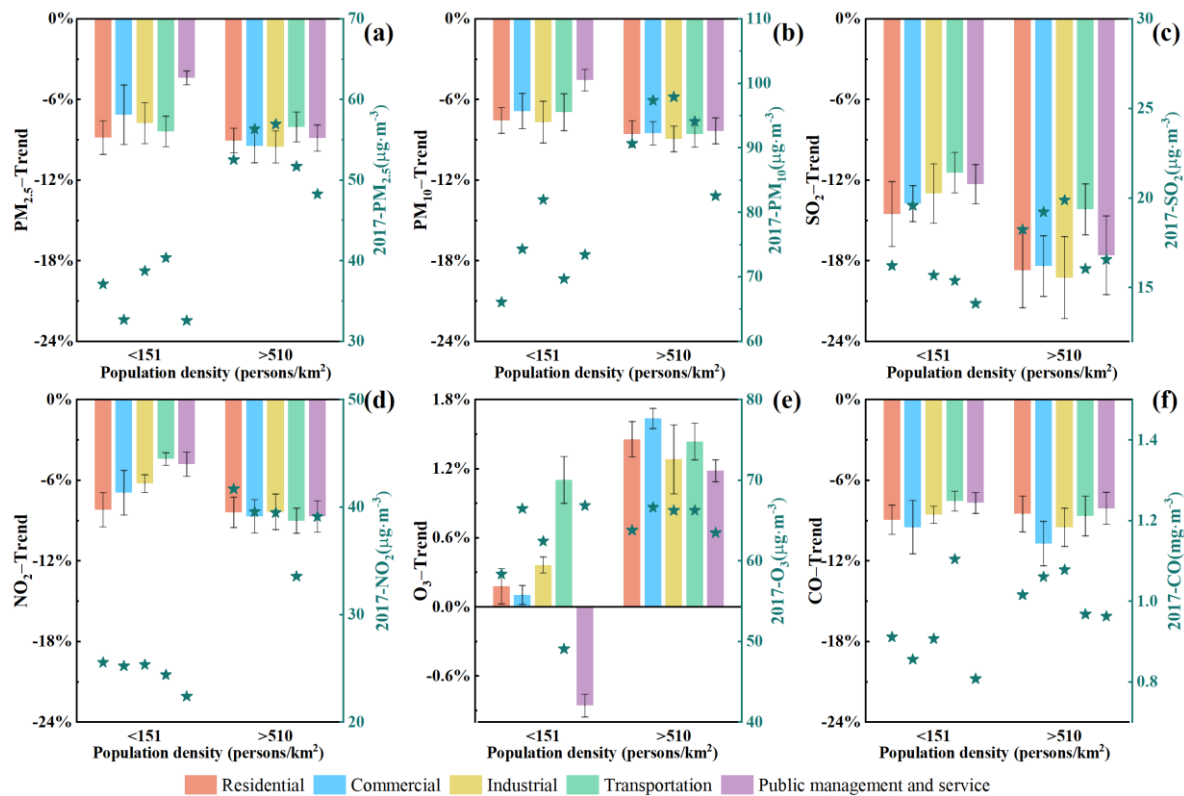 0%
-6%
-12%
-18%
-24%
PM2.5−Trend
(a)
70
60
50
40
30
2017-PM2.5(μg·m−3)
<151
>510
Population density (persons/km2)
0%
-6%
-12%
-18%
-24%
PM10−Trend
(b)
110
100
90
80
70
60
2017-PM10(μg·m−3)
<151
>510
Population density (persons/km2)
0%
-6%
-12%
-18%
-24%
SO2−Trend
(c)
30
25
20
15
2017-SO2(μg·m−3)
<151
>510
Population density (persons/km2)
0%
-6%
-12%
-18%
-24%
NO2−Trend
(d)
50
40
30
20
2017-NO2(μg·m−3)
<151
>510
Population density (persons/km2)
1.8%
1.2%
0.6%
0.0%
-0.6%
O3−Trend
(e)
80
70
60
50
40
2017-O3(μg·m−3)
<151
>510
Population density (persons/km2)
0%
-6%
-12%
-18%
-24%
CO−Trend
(f)
1.4
1.2
1.0
0.8
2017-CO(mg·m−3)
<151
>510
Population density (persons/km2)
Residential
Commercial
Industrial
Transportation
Public management and service